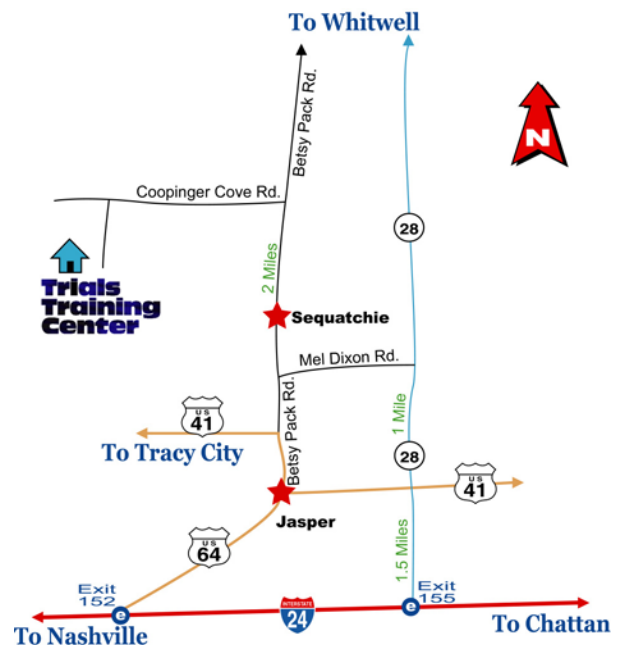 To Whitwell
Betsy Pack Rd.
N
Coopinger Cove Rd.
28
2 Miles
Trials
Training
Center
Sequatchie
Mel Dixon Rd.
Betsy Pack Rd.
1 Mile
US
41
To Tracy City
28
US
41
Jasper
US
64
1.5 Miles
Exit
152
e
INTERSTATE
24
Exit
155
e
To Nashville
To Chattan